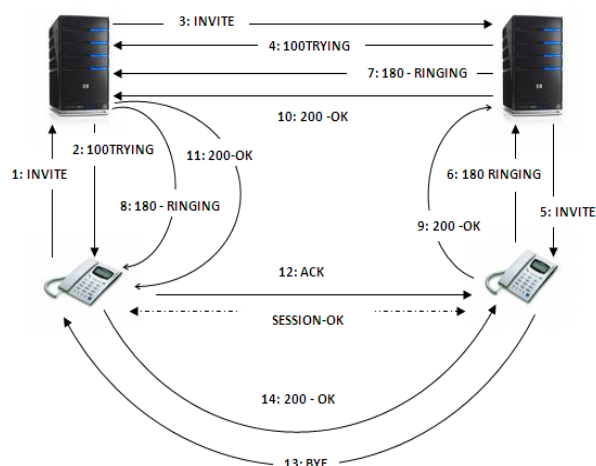 3: INVITE
4: 100TRYING
7: 180 - RINGING
10: 200 -OK
2: 100TRYING
11: 200-OK
1: INVITE
6: 180 RINGING
8: 180 - RINGING
5: INVITE
9: 200 -OK
12: ACK
SESSION-OK
14: 200 - OK
13: BYE